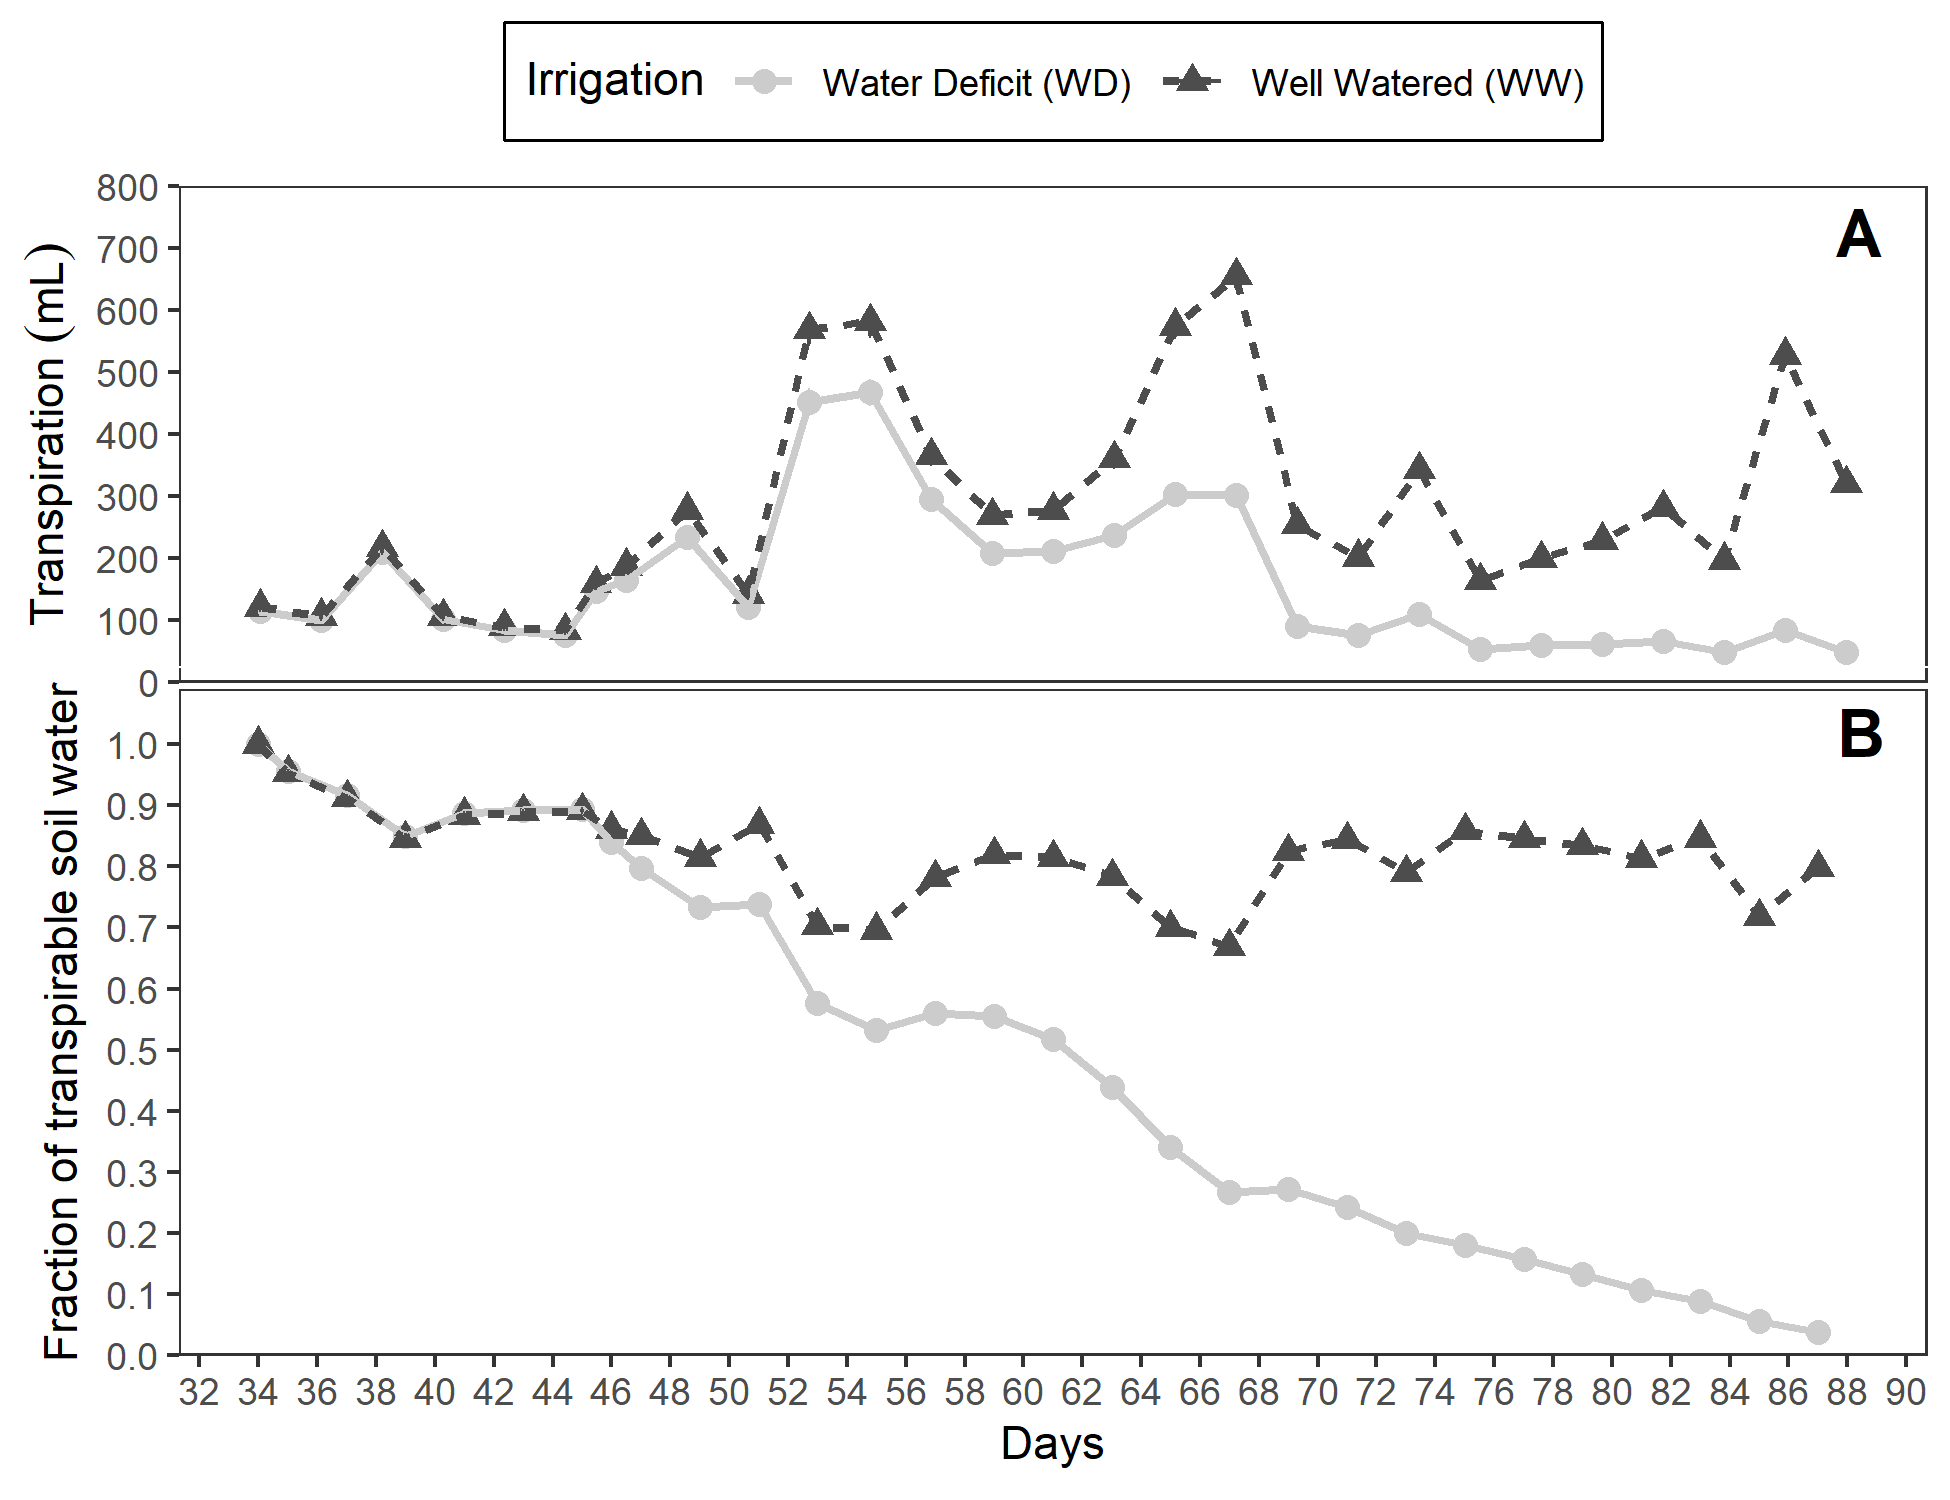 Irrigation Water Deficit (WD) Well Watered (WW)
A
Transpiration (mL)
800
700
600
500
400
300
200
100
0
B
Fraction of transpirable soil water
1.0
0.9
0.8
0.7
0.6
0.5
0.4
0.3
0.2
0.1
0.0
32 34 36 38 40 42 44 46 48 50 52 54 56 58 60 62 64 66 68 70 72 74 76 78 80 82 84 86 88 90
Days